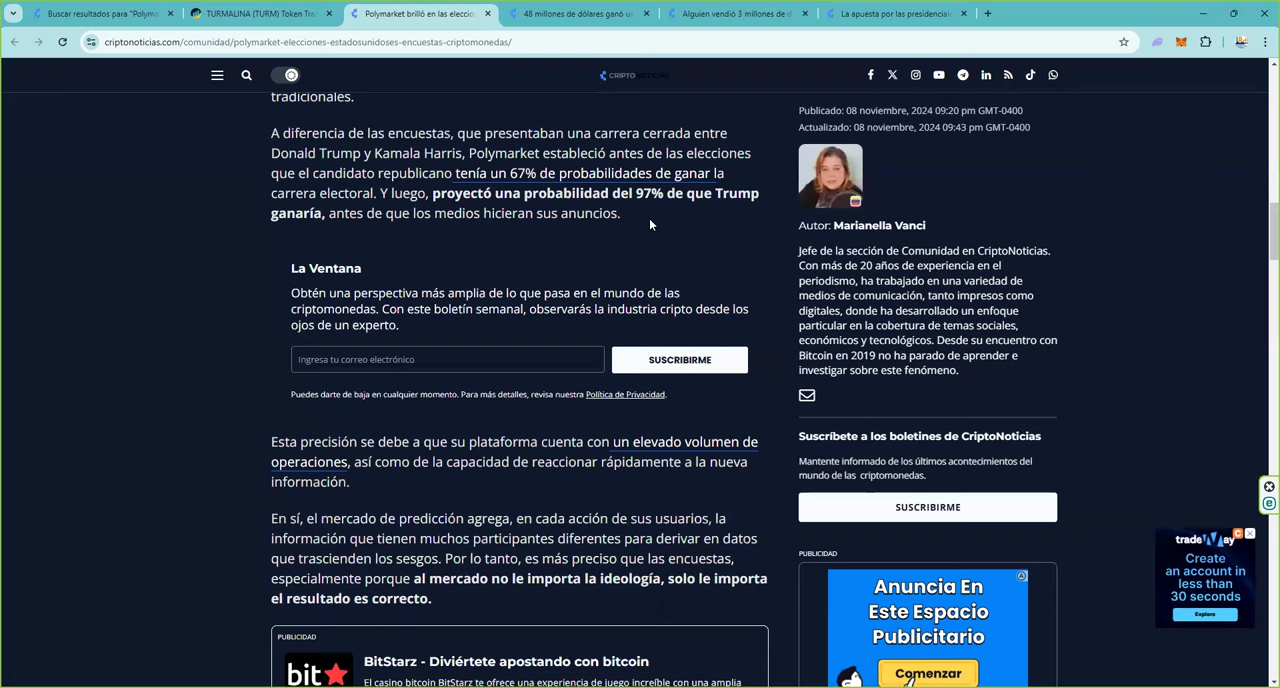 Buscar resultados para "Polyma
TURMALINA (TURM) Token Tra
Polymarket brilló en las eleccio
48 millones de dólares ganó u
Alguien vendió 3 millones de d
La apuesta por las presidencial
criptonoticias.com/comunidad/polymarket-elecciones-estadosunidoses-encuestas-criptomonedas/
CRIPTONOTICIAS
tradicionales.
A diferencia de las encuestas, que presentaban una carrera cerrada entre
Donald Trump y Kamala Harris, Polymarket estableció antes de las elecciones
que el candidato republicano tenía un 67% de probabilidades de ganar la
carrera electoral. Y luego, proyectó una probabilidad del 97% de que Trump
ganaría, antes de que los medios hicieran sus anuncios.
La Ventana
Obtén una perspectiva más amplia de lo que pasa en el mundo de las
criptomonedas. Con este boletín semanal, observarás la industria cripto desde los
ojos de un experto.
Ingresa tu correo electrónico
SUSCRIBIRME
Puedes darte de baja en cualquier momento. Para más detalles, revisa nuestra Política de Privacidad.
Esta precisión se debe a que su plataforma cuenta con un elevado volumen de
operaciones, así como de la capacidad de reaccionar rápidamente a la nueva
información.
En sí, el mercado de predicción agrega, en cada acción de sus usuarios, la
información que tienen muchos participantes diferentes para derivar en datos
que trascienden los sesgos. Por lo tanto, es más preciso que las encuestas,
especialmente porque al mercado no le importa la ideología, solo le importa
el resultado es correcto.
PUBLICIDAD
bit
BitStarz - Diviértete apostando con bitcoin
El casino bitcoin BitStarz te ofrece una experiencia de juego increíble con una amplia
Publicado: 08 noviembre, 2024 09:20 pm GMT-0400
Actualizado: 08 noviembre, 2024 09:43 pm GMT-0400
Autor: Marianella Vanci
Jefe de la sección de Comunidad en CriptoNoticias.
Con más de 20 años de experiencia en el
periodismo, ha trabajado en una variedad de
medios de comunicación, tanto impresos como
digitales, donde ha desarrollado un enfoque
particular en la cobertura de temas sociales,
económicos y tecnológicos. Desde su encuentro con
Bitcoin en 2019 no ha parado de aprender e
investigar sobre este fenómeno.
Suscríbete a los boletines de CriptoNoticias
Mantente informado de los últimos acontecimientos del
mundo de las criptomonedas.
SUSCRIBIRME
PUBLICIDAD
Anuncia En
Este Espacio
Publicitario
Comenzar
tradeWay
Create
an account in
less than
30 seconds
Explore